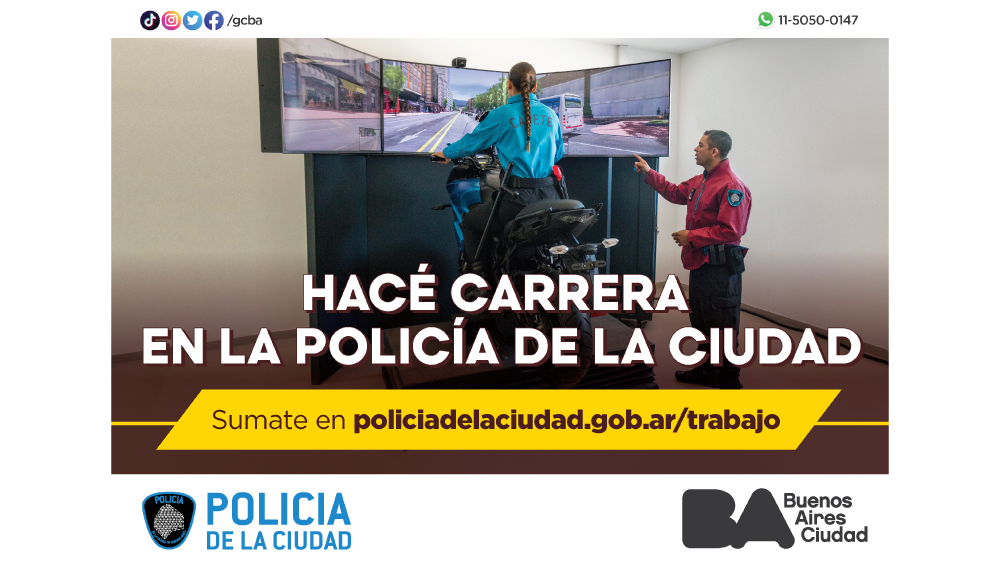 /gcba
11-5050-0147
CADETE
HACÉ CARRERA
EN LA POLICÍA DE LA CIUDAD
Sumate en policiadelaciudad.gob.ar/trabajo
POLICIA
POLICIA
DE LA CIUDAD
BA
Buenos
Aires
Ciudad